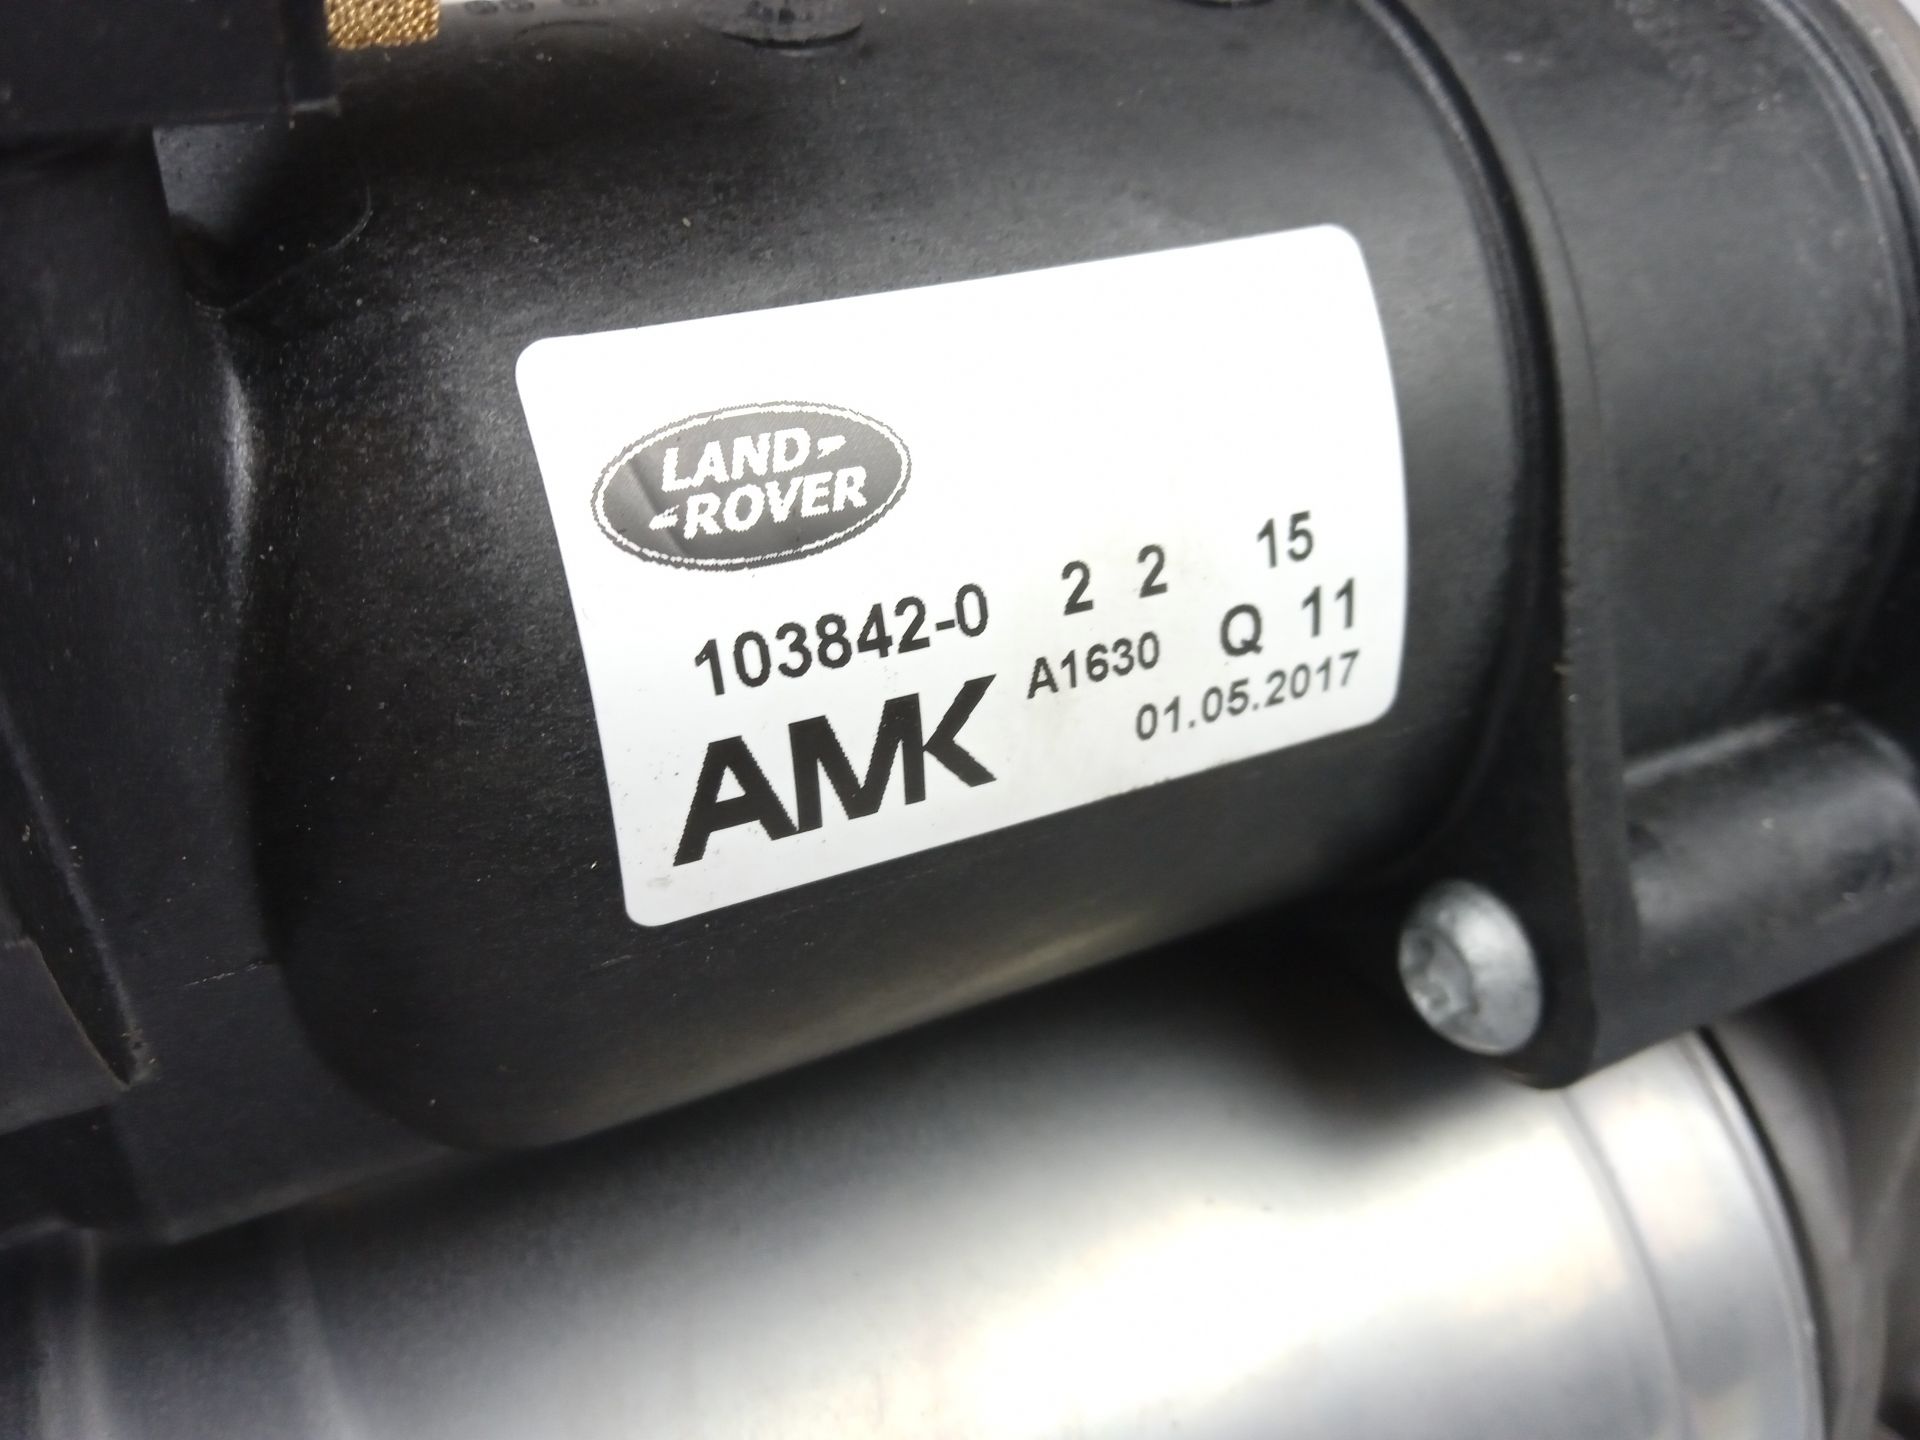 LAND-
-ROVER
103842-0 2 2 15
AMK A1630 Q 11
01.05.2017